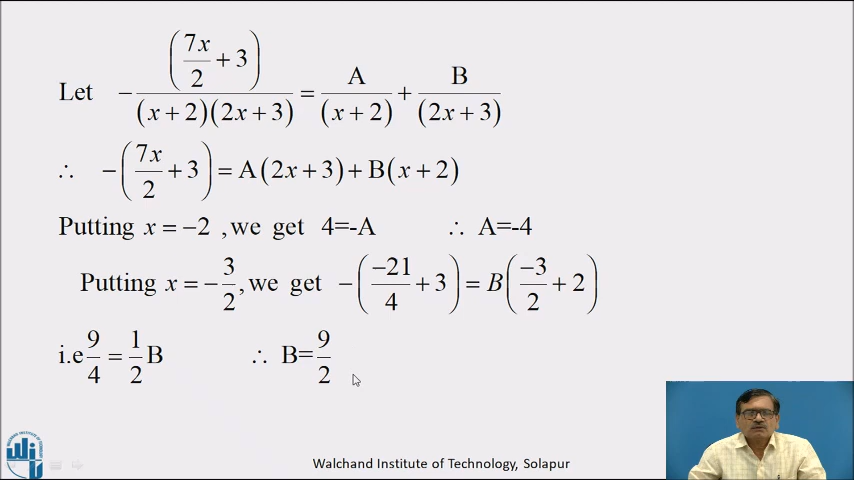 Let −(7x/2 + 3)/((x+2)(2x+3)) = A/(x+2) + B/(2x+3)
∴ −(7x/2 + 3) = A(2x+3) + B(x+2)
Putting x = −2 ,we get 4=-A ∴ A=-4
Putting x = −3/2, we get −(−21/4 + 3) = B(−3/2 + 2)
i.e 9/4 = 1/2 B ∴ B= 9/2
Walchand Institute of Technology, Solapur